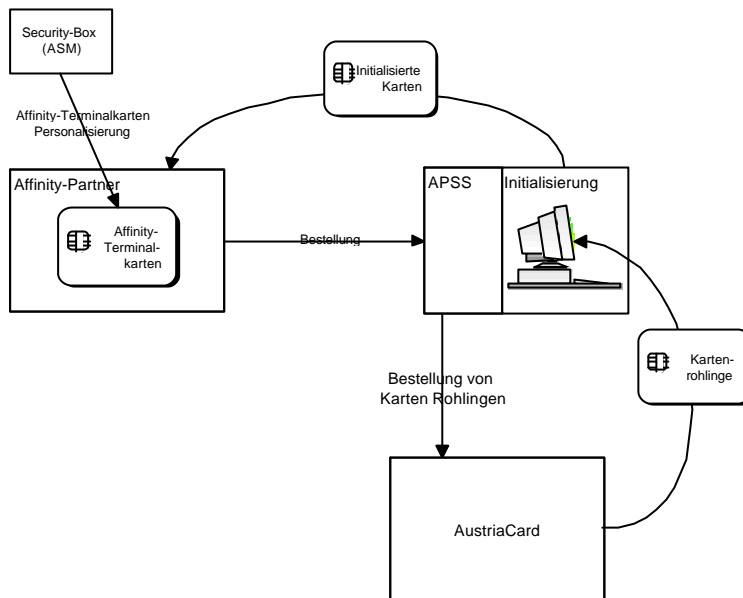 Security-Box
(ASM)
Initialisierte
Karten
Affinity-Terminalkarten
Personalisierung
Affinity-Partner
APSS
Initialisierung
Affinity-
Terminal-
karten
Bestellung
Karten-
rohlinge
Bestellung von
Karten Rohlingen
AustriaCard